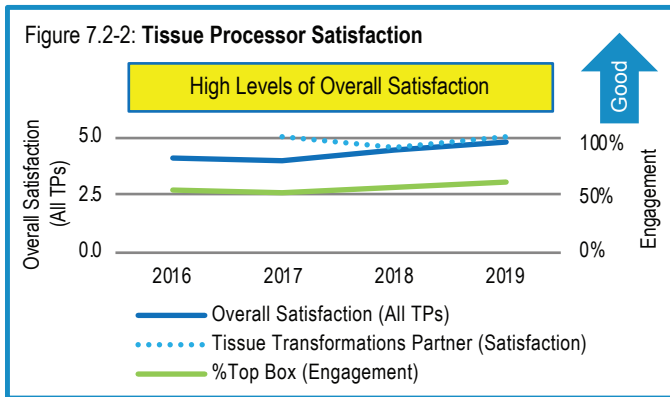 Figure 7.2-2: Tissue Processor Satisfaction
Good
High Levels of Overall Satisfaction
Overall Satisfaction
(All TPs)
5.0
2.5
0.0
100%
50%
0%
Engagement
2016 2017 2018 2019
Overall Satisfaction (All TPs)
Tissue Transformations Partner (Satisfaction)
%Top Box (Engagement)